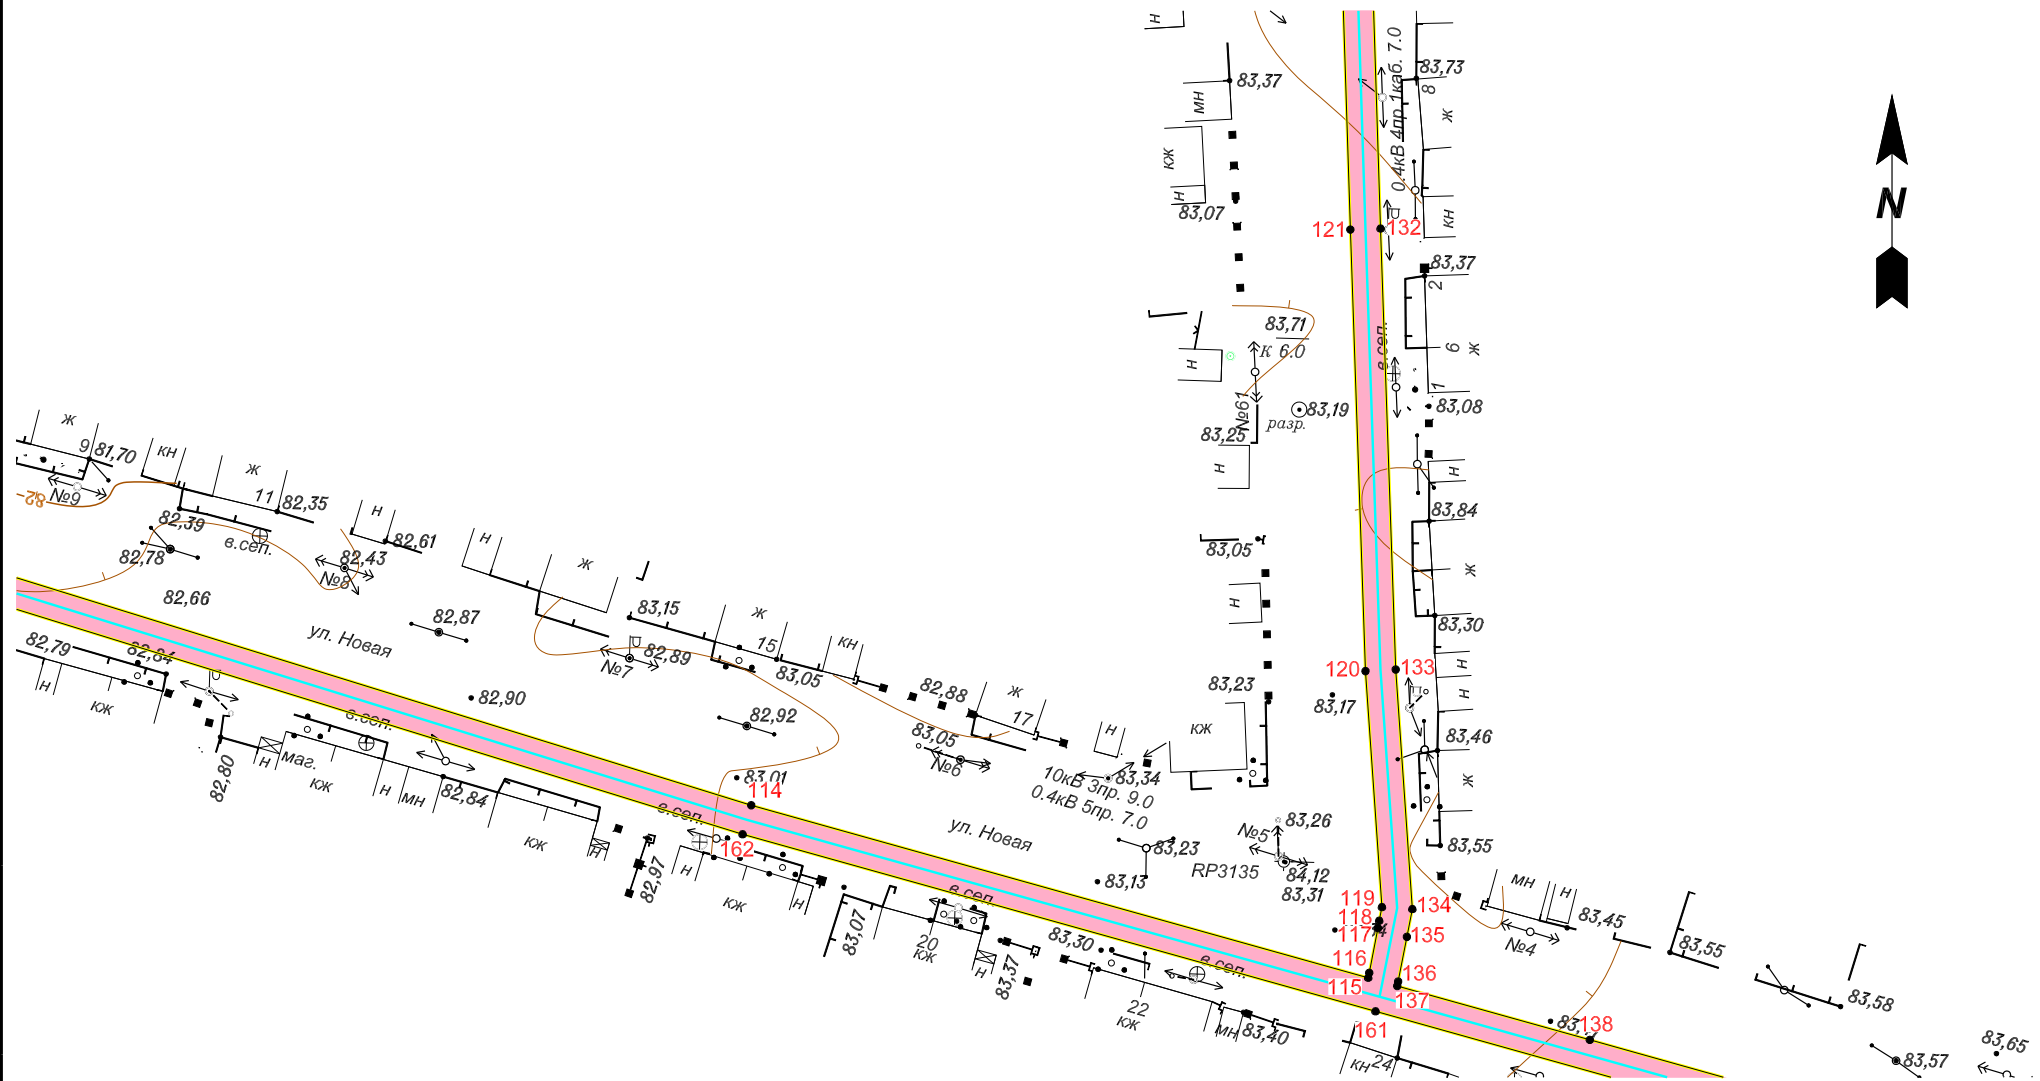 н
83,37
мн
кж
н
83,07
0.4кВ 4пр 1каб. 7.0
83,73
8
ж
кн
N
121
132
83,37
2
в.сеп.
6
ж
1
83,08
83,71
К 6.0
н
№61
83,19
разр.
83,25
н
н
83,84
ж
83,30
83,05
н
ж
9
81,70
кн
ж
11
82,35
№9
82,39
в.сеп.
82,78
н
82,61
82,43
№8
82,66
н
ж
82,87
ул. Новая
83,15
ж
15
кн
82,89
№7
83,05
82,79
82,84
н
кж
82,90
82,92
82,88
ж
17
83,05
№6
н
кж
83,23
120
133
83,17
н
н
83,46
ж
83,55
в.сеп.
82,80
н
маг.
кж
н
мн
82,84
кж
н
83,01
114
в.сеп.
162
82,97
н
кж
н
10кВ 3пр. 9.0
0.4кВ 5пр. 7.0
83,34
ул. Новая
83,23
83,13
№5
83,26
RP3135
84,12
83,31
119
118
117
116
115
134
135
136
137
161
138
мн
н
83,45
№4
83,55
83,58
83,57
83,65
83,07
20
кж
в.сеп.
н
83,37
83,30
22
кж
в.сеп.
мн
83,40
кн
24